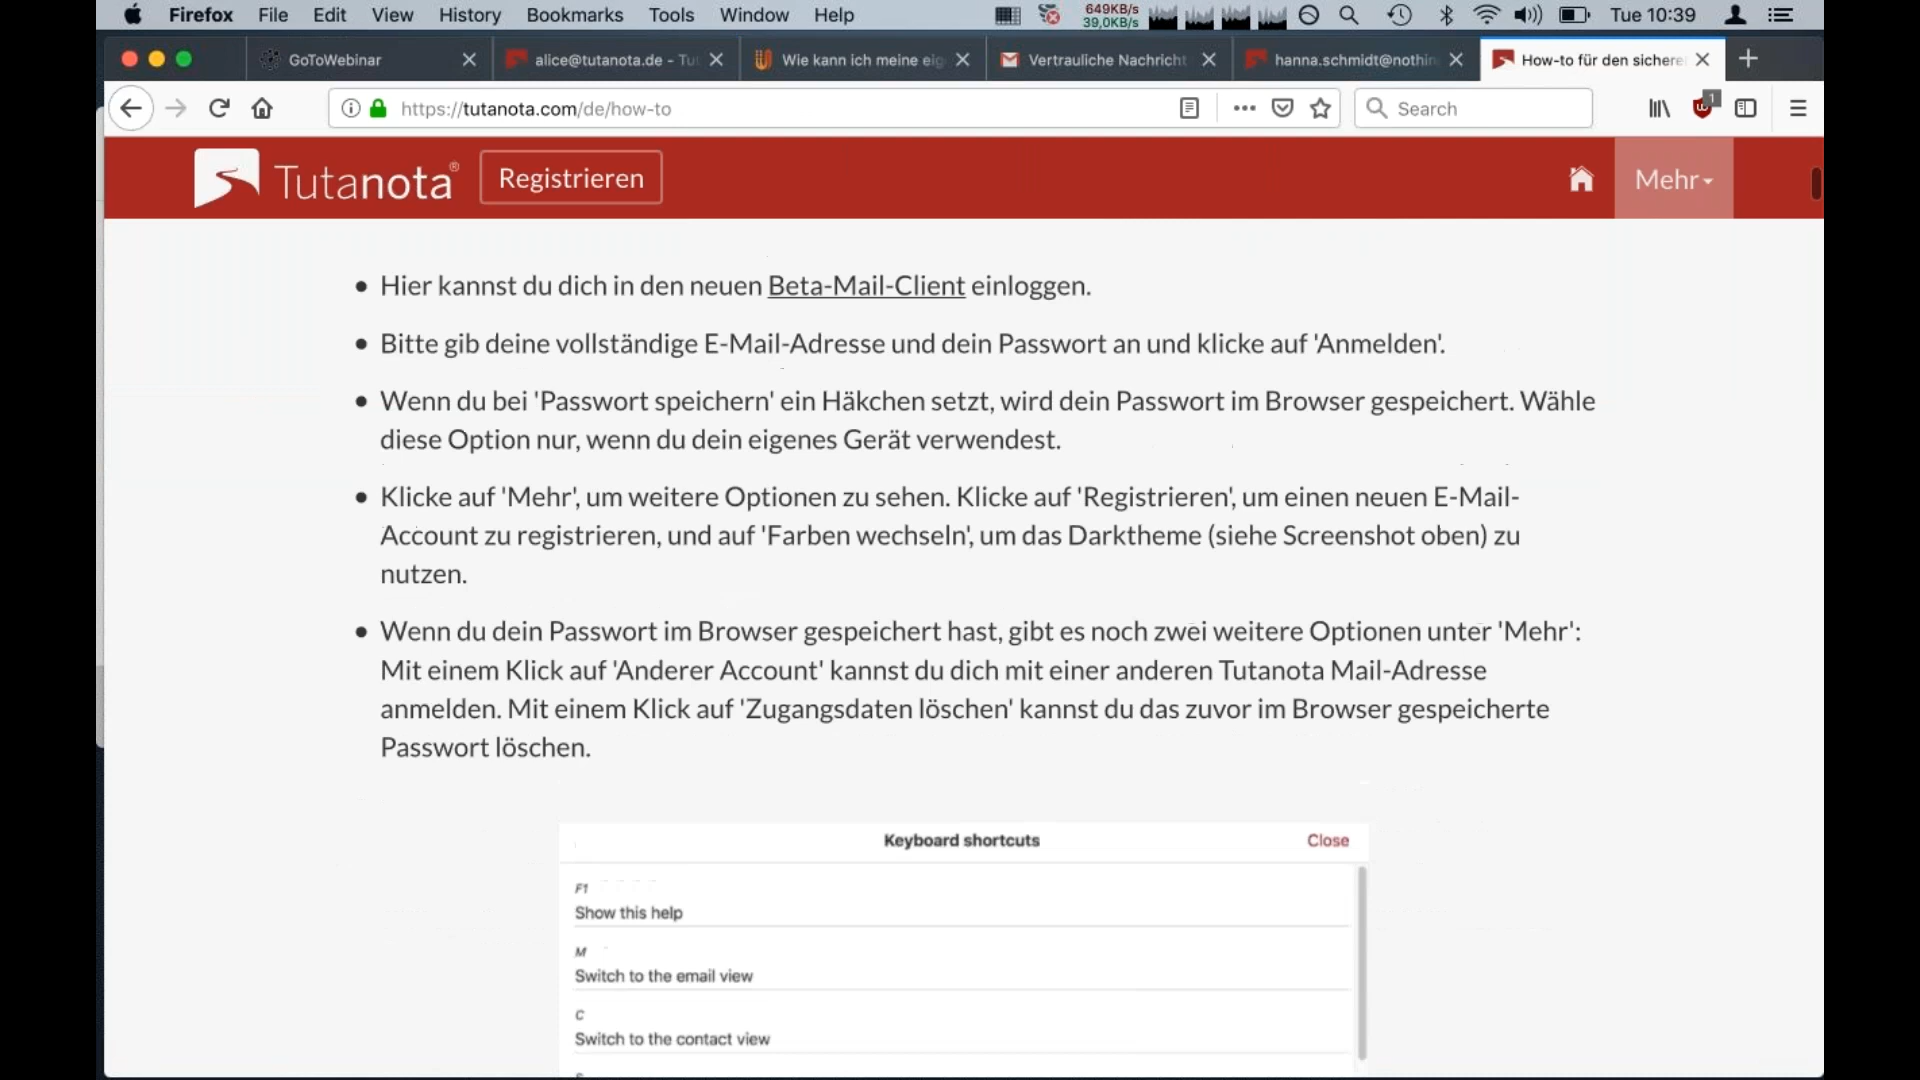 Firefox File Edit View History Bookmarks Tools Window Help 649KB/s 39,0KB/s Tue 10:39
GoToWebinar alice@tutanota.de - Tut Wie kann ich meine eig Vertrauliche Nachricht hanna.schmidt@nothin How-to für den sichere
https://tutanota.com/de/how-to Search 1
Tutanota® Registrieren Mehr
• Hier kannst du dich in den neuen Beta-Mail-Client einloggen.
• Bitte gib deine vollständige E-Mail-Adresse und dein Passwort an und klicke auf 'Anmelden'.
• Wenn du bei 'Passwort speichern' ein Häkchen setzt, wird dein Passwort im Browser gespeichert. Wähle
diese Option nur, wenn du dein eigenes Gerät verwendest.
• Klicke auf 'Mehr', um weitere Optionen zu sehen. Klicke auf 'Registrieren', um einen neuen E-Mail-
Account zu registrieren, und auf 'Farben wechseln', um das Darktheme (siehe Screenshot oben) zu
nutzen.
• Wenn du dein Passwort im Browser gespeichert hast, gibt es noch zwei weitere Optionen unter 'Mehr':
Mit einem Klick auf 'Anderer Account' kannst du dich mit einer anderen Tutanota Mail-Adresse
anmelden. Mit einem Klick auf 'Zugangsdaten löschen' kannst du das zuvor im Browser gespeicherte
Passwort löschen.
Keyboard shortcuts Close
F1
Show this help
M
Switch to the email view
C
Switch to the contact view